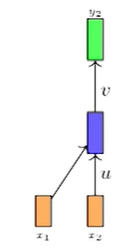 y₂
v
u
x₁ x₂